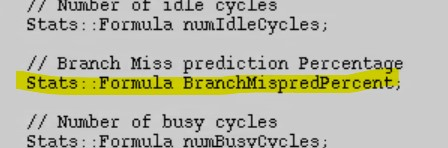 // Number of idle cycles
Stats::Formula numIdleCycles;
// Branch Miss prediction Percentage
Stats::Formula BranchMispredPercent;
// Number of busy cycles
Stats::Formula numBusyCycles;